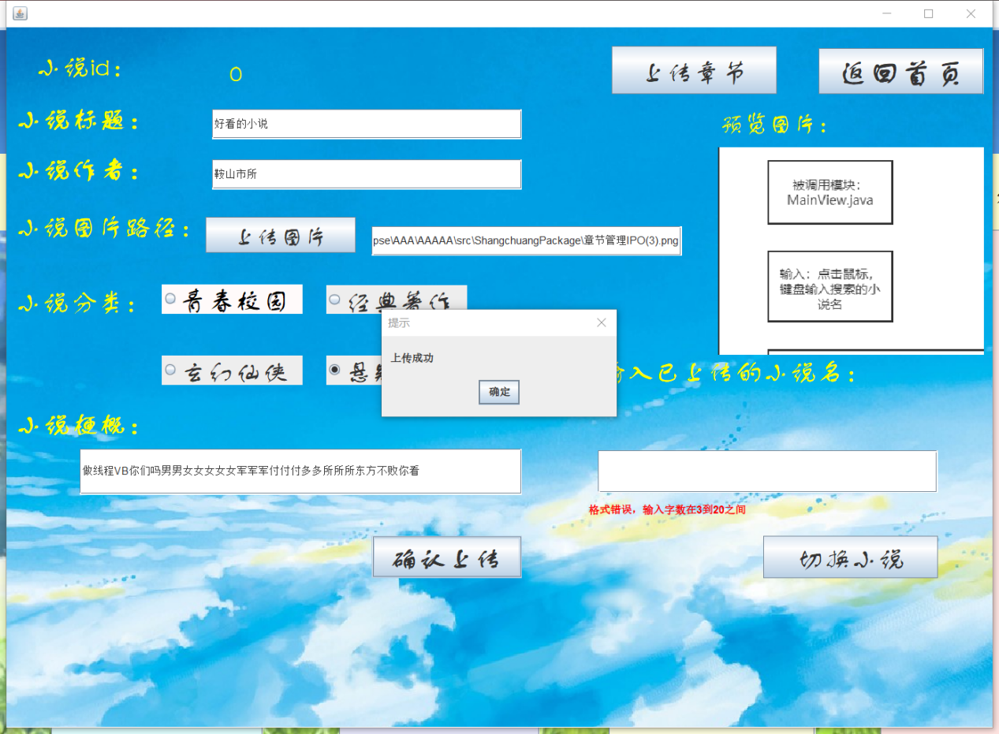 小说id：
0
上传章节
返回首页
小说标题：
好看的小说
预览图片：
小说作者：
鞍山市所
被调用模块：
MainView.java
小说图片路径：
上传图片
pse\AAA\AAAAA\src\ShangchuangPackage\章节管理IPO(3).png
输入：点击鼠标，
键盘输入搜索的小
说名
小说分类：
青春校园
经典著作
提示
上传成功
确定
玄幻仙侠
悬
入已上传的小说名：
小说梗概：
做线程VB你们吗男男女女女女女军军军付付付多多所所所东方不败你看
格式错误，输入字数在3到20之间
确认上传
切换小说